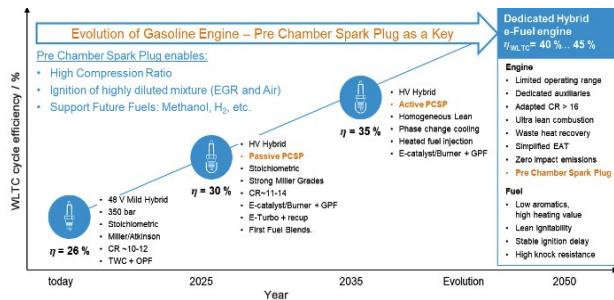 Evolution of Gasoline Engine – Pre Chamber Spark Plug as a Key
Pre Chamber Spark Plug enables:
• High Compression Ratio
• Ignition of highly diluted mixture (EGR and Air)
• Support Future Fuels: Methanol, H₂, etc.
WLTC cycle efficiency / %
η = 26 %
• 48 V Mild Hybrid
• 350 bar
• Stoichiometric
• Miller/Atkinson
• CR ~10-12
• TWC + OPF
η = 30 %
• HV Hybrid
• Passive PCSP
• Stolchiometric
• Strong Miller Grades
• CR~11-14
• E-catalyst/Burner + GPF
• E-Turbo + recup
• First Fuel Blends.
η = 35 %
• HV Hybrid
• Active PCSP
• Homogeneous Lean
• Phase change cooling
• Heated fuel injection
• E-catalyst/Burner + GPF
Dedicated Hybrid
e-Fuel engine
ηWLTC = 40 %... 45 %
Engine
• Limited operating range
• Dedicated auxiliaries
• Adapted CR > 16
• Ultra lean combustion
• Waste heat recovery
• Simplified EAT
• Zero impact emissions
• Pre Chamber Spark Plug
Fuel
• Low aromatics,
high heating value
• Lean Ignitability
• Stable ignition delay
• High knock resistance
today
2025
2035
Evolution
2050
Year